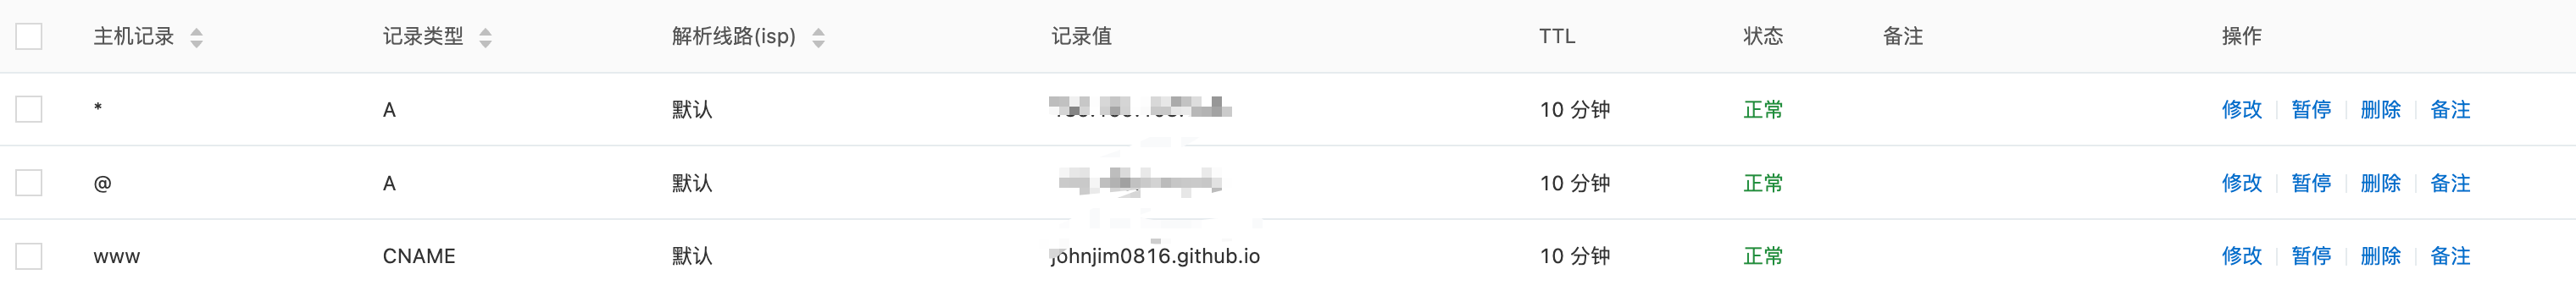 主机记录 记录类型 解析线路(isp) 记录值 TTL 状态 备注 操作
* A 默认 10 分钟 正常 修改 暂停 删除 备注
@ A 默认 10 分钟 正常 修改 暂停 删除 备注
www CNAME 默认 johnjim0816.github.io 10 分钟 正常 修改 暂停 删除 备注